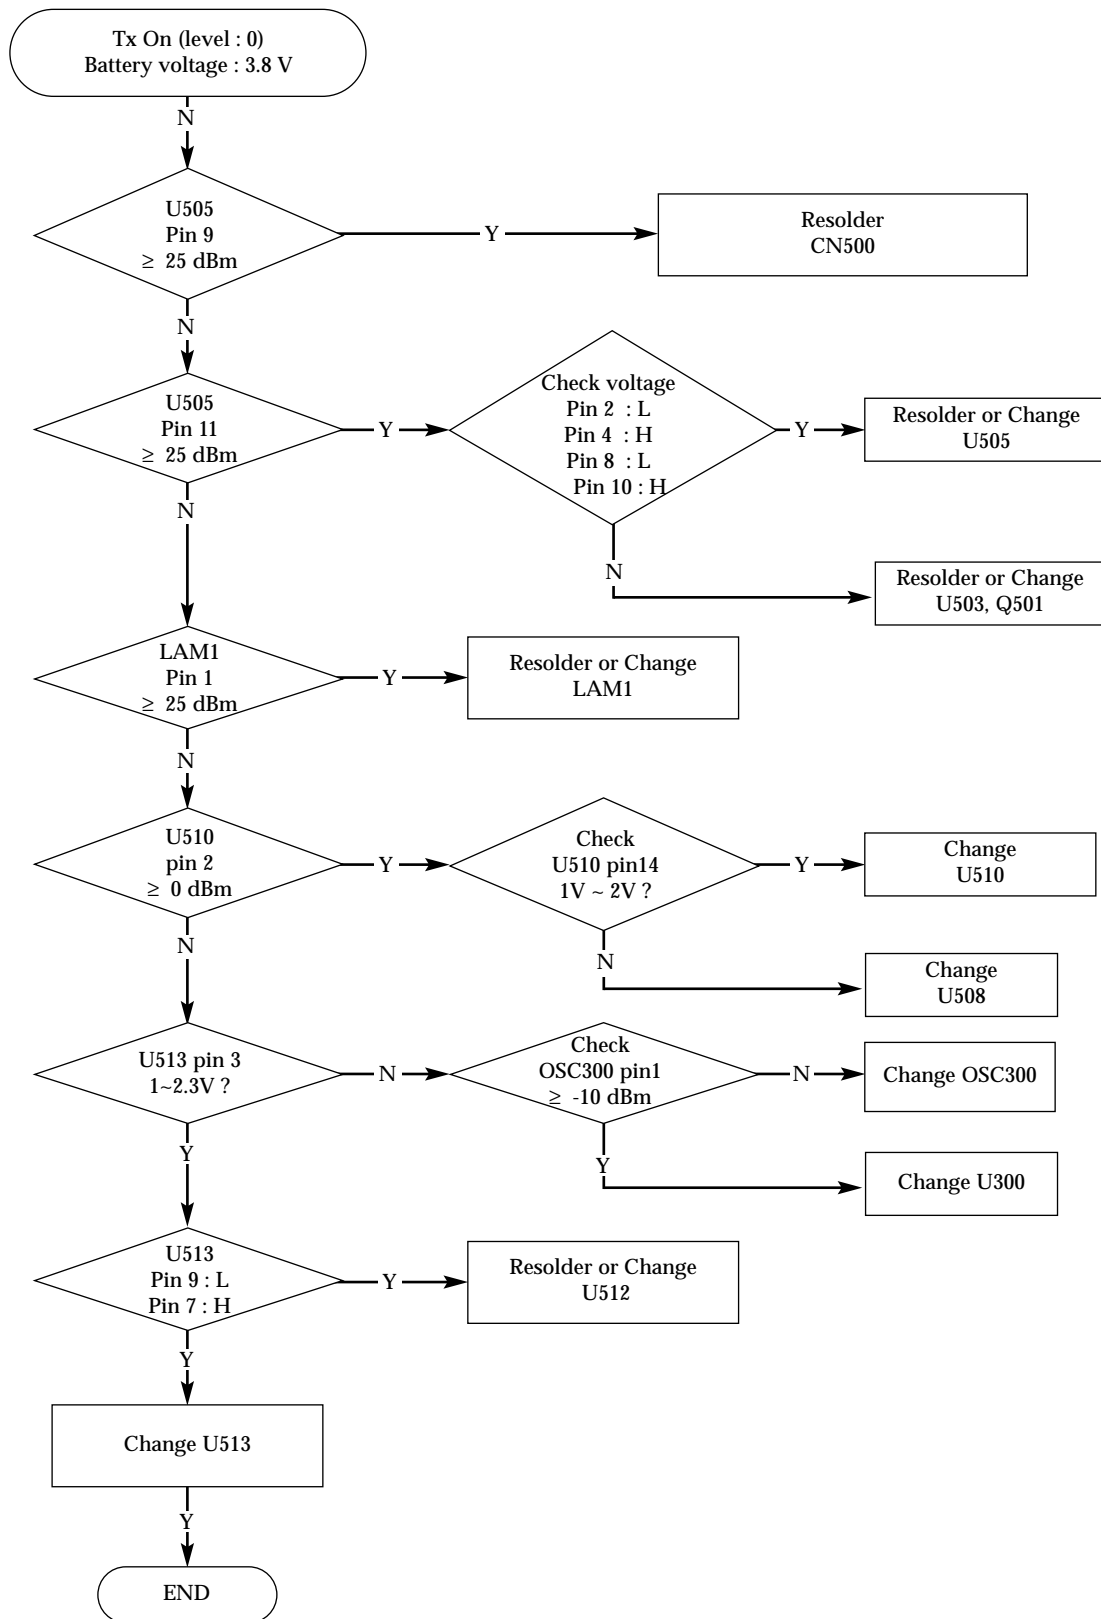 Tx On (level : 0)
Battery voltage : 3.8 V
N
U505
Pin 9
≥ 25 dBm
Y
Resolder
CN500
N
U505
Pin 11
≥ 25 dBm
Y
Check voltage
Pin 2 : L
Pin 4 : H
Pin 8 : L
Pin 10 : H
Y
Resolder or Change
U505
N
N
Resolder or Change
U503, Q501
LAM1
Pin 1
≥ 25 dBm
Y
Resolder or Change
LAM1
N
U510
pin 2
≥ 0 dBm
Y
Check
U510 pin14
1V ~ 2V ?
Y
Change
U510
N
N
Change
U508
U513 pin 3
1~2.3V ?
N
Check
OSC300 pin1
≥ -10 dBm
N
Change OSC300
Y
Y
Change U300
U513
Pin 9 : L
Pin 7 : H
Y
Resolder or Change
U512
Y
Change U513
Y
END